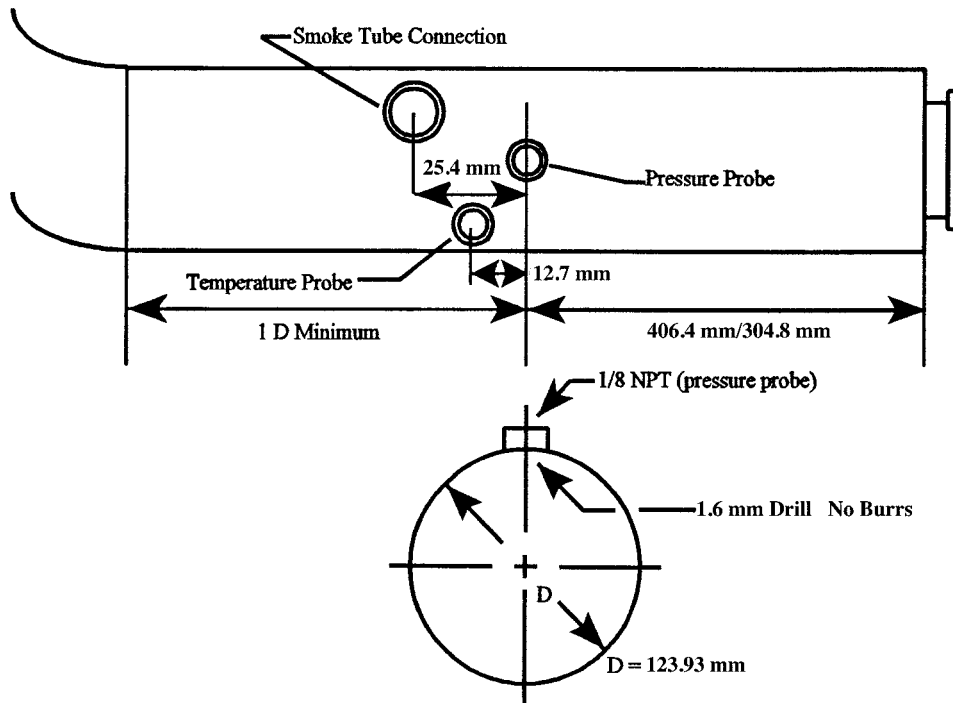 Smoke Tube Connection
25.4 mm
Pressure Probe
Temperature Probe
12.7 mm
1 D Minimum
406.4 mm/304.8 mm
1/8 NPT (pressure probe)
1.6 mm Drill No Burrs
D
D = 123.93 mm